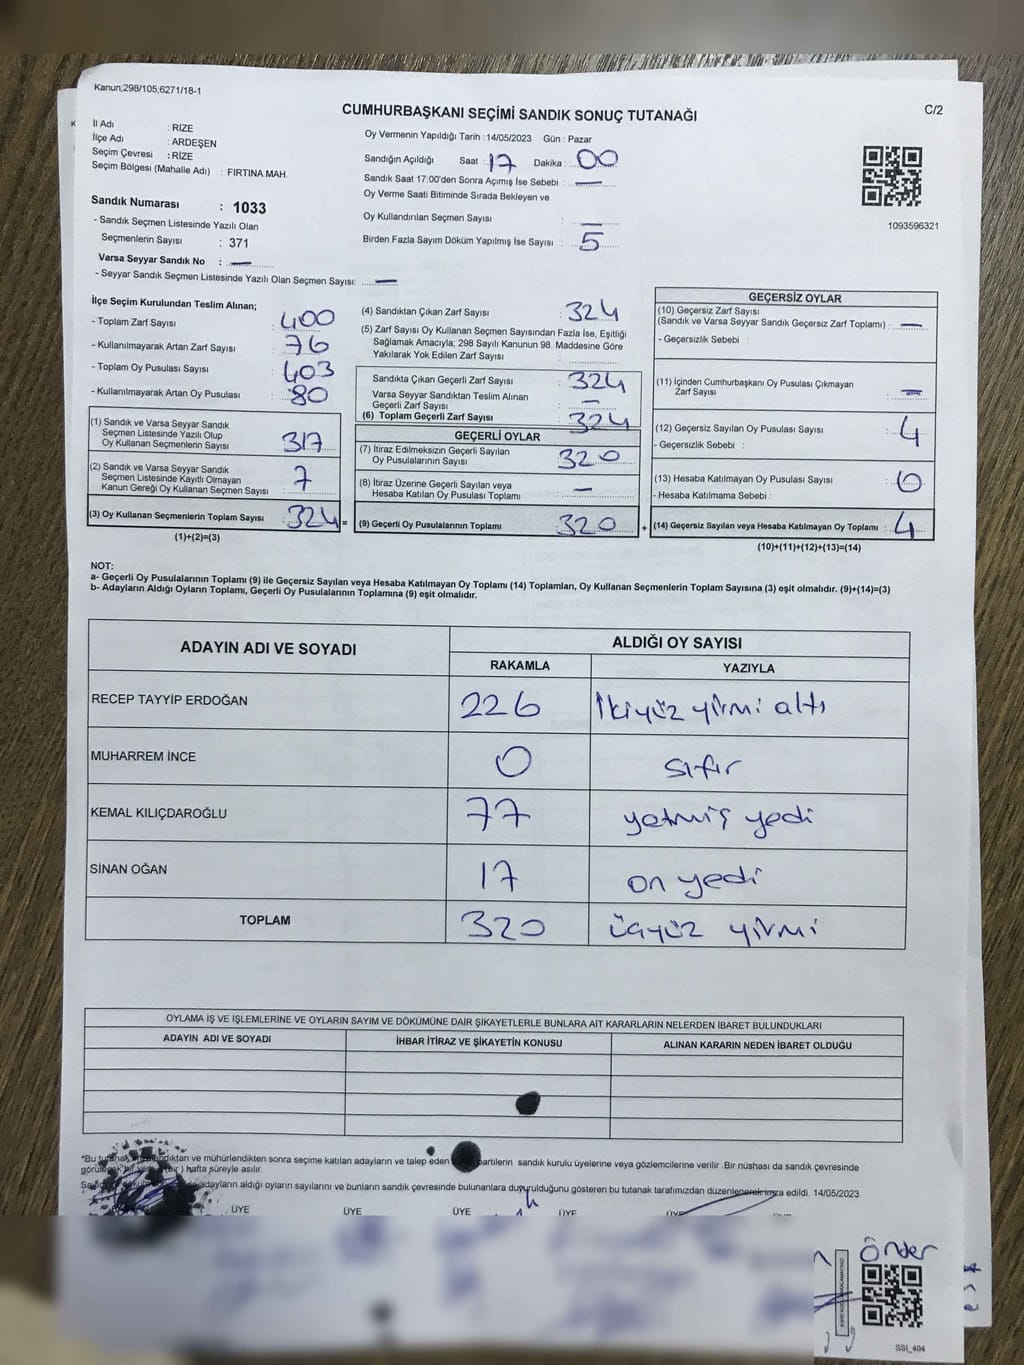 Kanun;298/105,6271/18-1
C/2
CUMHURBAŞKANI SEÇİMİ SANDIK SONUÇ TUTANAĞI
İl Adı : RİZE
İlçe Adı : ARDEŞEN
Seçim Çevresi : RİZE
Seçim Bölgesi (Mahalle Adı) : FIRTINA MAH.
Sandık Numarası : 1033
- Sandık Seçmen Listesinde Yazılı Olan
Seçmenlerin Sayısı : 371
Varsa Seyyar Sandık No : —
- Seyyar Sandık Seçmen Listesinde Yazılı Olan Seçmen Sayısı: —
Oy Vermenin Yapıldığı Tarih : 14/05/2023 Gün : Pazar
Sandığın Açıldığı Saat : 17 Dakika : 00
Sandık Saat 17:00'den Sonra Açımış İse Sebebi : —
Oy Verme Saati Bitiminde Sırada Bekleyen ve
Oy Kullandırılan Seçmen Sayısı : —
Birden Fazla Sayım Döküm Yapılmış İse Sayısı : 5
1093596321
İlçe Seçim Kurulundan Teslim Alınan;
- Toplam Zarf Sayısı : 400
- Kullanılmayarak Artan Zarf Sayısı : 76
- Toplam Oy Pusulası Sayısı : 403
- Kullanılmayarak Artan Oy Pusulası : 80
(1) Sandık ve Varsa Seyyar Sandık
Seçmen Listesinde Yazılı Olup
Oy Kullanan Seçmenlerin Sayısı : 317
(2) Sandık ve Varsa Seyyar Sandık
Seçmen Listesinde Kayıtlı Olmayan
Kanun Gereği Oy Kullanan Seçmen Sayısı : 7
(3) Oy Kullanan Seçmenlerin Toplam Sayısı : 324 =
(1)+(2)=(3)
(4) Sandıktan Çıkan Zarf Sayısı : 324
(5) Zarf Sayısı Oy Kullanan Seçmen Sayısından Fazla İse, Eşitliği
Sağlamak Amacıyla; 298 Sayılı Kanunun 98. Maddesine Göre
Yakılarak Yok Edilen Zarf Sayısı :
Sandıkta Çıkan Geçerli Zarf Sayısı : 324
Varsa Seyyar Sandıktan Teslim Alınan
Geçerli Zarf Sayısı : —
(6) Toplam Geçerli Zarf Sayısı : 324
GEÇERLİ OYLAR
(7) İtiraz Edilmeksizin Geçerli Sayılan
Oy Pusulalarının Sayısı : 320
(8) İtiraz Üzerine Geçerli Sayılan veya
Hesaba Katılan Oy Pusulası Toplamı : —
(9) Geçerli Oy Pusulalarının Toplamı : 320 +
GEÇERSİZ OYLAR
(10) Geçersiz Zarf Sayısı
(Sandık ve Varsa Seyyar Sandık Geçersiz Zarf Toplamı) : —
- Geçersizlik Sebebi :
(11) İçinden Cumhurbaşkanı Oy Pusulası Çıkmayan
Zarf Sayısı : —
(12) Geçersiz Sayılan Oy Pusulası Sayısı : 4
- Geçersizlik Sebebi :
(13) Hesaba Katılmayan Oy Pusulası Sayısı : 0
- Hesaba Katılmama Sebebi :
(14) Geçersiz Sayılan veya Hesaba Katılmayan Oy Toplamı : 4
(10)+(11)+(12)+(13)=(14)
NOT:
a- Geçerli Oy Pusulalarının Toplamı (9) ile Geçersiz Sayılan veya Hesaba Katılmayan Oy Toplamı (14) Toplamları, Oy Kullanan Seçmenlerin Toplam Sayısına (3) eşit olmalıdır. (9)+(14)=(3)
b- Adayların Aldığı Oyların Toplamı, Geçerli Oy Pusulalarının Toplamına (9) eşit olmalıdır.
ADAYIN ADI VE SOYADI
ALDIĞI OY SAYISI
RAKAMLA YAZIYLA
RECEP TAYYİP ERDOĞAN 226 İkiyüz yirmi altı
MUHARREM İNCE 0 sıfır
KEMAL KILIÇDAROĞLU 77 yetmiş yedi
SİNAN OĞAN 17 on yedi
TOPLAM 320 üçyüz yirmi
OYLAMA İŞ VE İŞLEMLERİNE VE OYLARIN SAYIM VE DÖKÜMÜNE DAİR ŞİKAYETLERLE BUNLARA AİT KARARLARIN NELERDEN İBARET BULUNDUKLARI
ADAYIN ADI VE SOYADI İHBAR İTİRAZ VE ŞİKAYETİN KONUSU ALINAN KARARIN NEDEN İBARET OLDUĞU
*Bu mühürlendikten sonra seçime katılan adayların ve talep eden partilerin sandık kurulu üyelerine veya gözlemcilerine verilir .Bir nüshası da sandık çevresinde
) hafta süreyle asılır.
adayların aldığı oyların sayılarını ve bunların sandık çevresinde bulunanlara duyurulduğunu gösteren bu tutanak tarafımızdan düzenlenerek imza edildi. 14/05/2023
ÜYE ÜYE ÜYE ÜYE
Önder
SSI_404